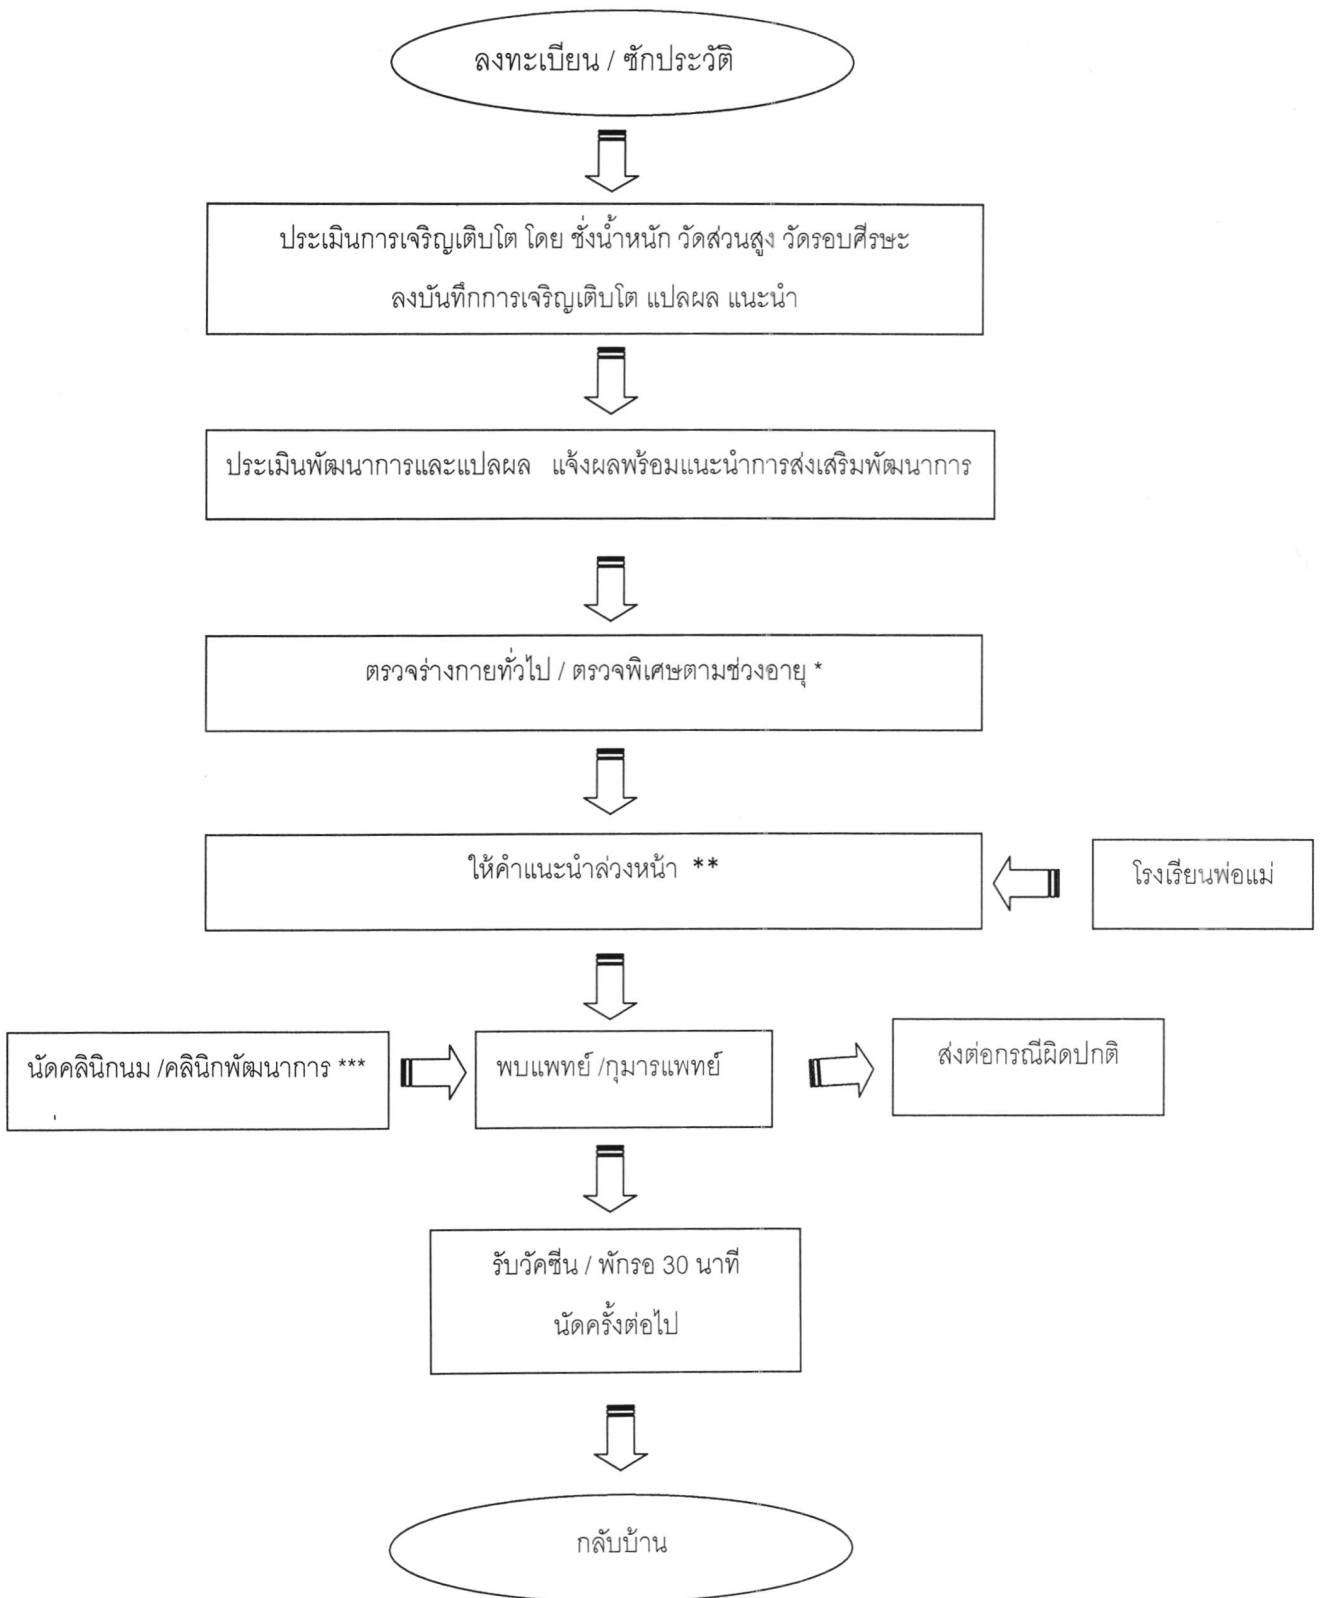 ลงทะเบียน / ซักประวัติ
ประเมินการเจริญเติบโต โดย ชั่งน้ำหนัก วัดส่วนสูง วัดรอบศีรษะ
ลงบันทึกการเจริญเติบโต แปลผล แนะนำ
ประเมินพัฒนาการและแปลผล แจ้งผลพร้อมแนะนำการส่งเสริมพัฒนาการ
ตรวจร่างกายทั่วไป / ตรวจพิเศษตามช่วงอายุ *
ให้คำแนะนำล่วงหน้า **
โรงเรียนพ่อแม่
นัดคลินิกนม /คลินิกพัฒนาการ ***
พบแพทย์ /กุมารแพทย์
ส่งต่อกรณีผิดปกติ
รับวัคซีน / พักรอ 30 นาที
นัดครั้งต่อไป
กลับบ้าน